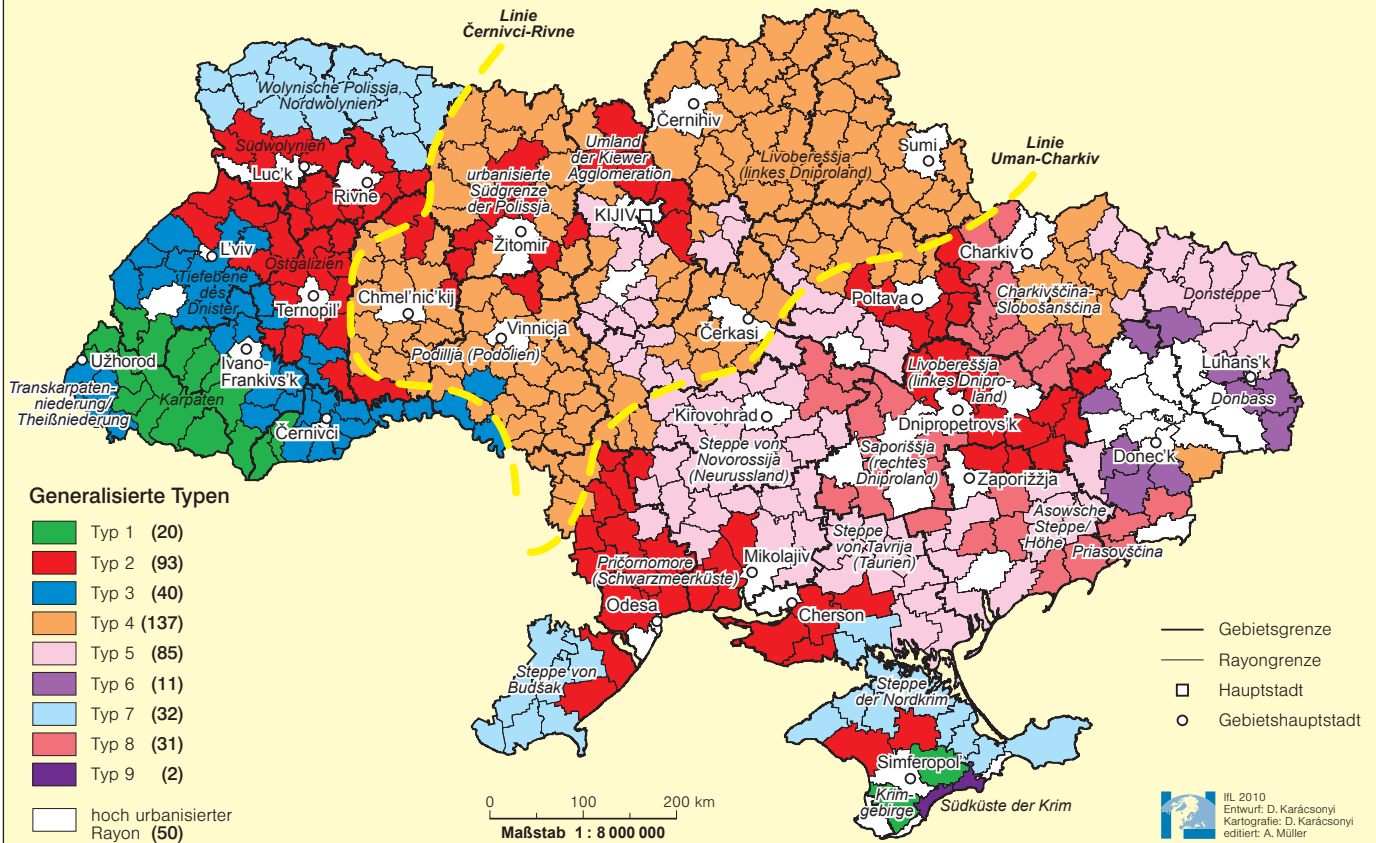 Linie
Černivci-Rivne
Wolynische Polissja,
Nordwolynien
Südwolynien
Luc'k
Rivne
urbanisierte
Südgrenze
der Polissja
Umland
der Kiewer
Agglomeration
Černihiv
Livobereššja
(linkes Dniproland)
Sumi
Linie
Uman-Charkiv
KIJIV
Žitomir
L'viv
Ostgalizien
Tiefebene
des
Dnister
Ternopil'
Chmel'nic'kij
Vinnicja
Podillja (Podolien)
Čerkasi
Poltava
Charkiv
Charkivščina-
Slobošanščina
Donsteppe
Užhorod
Ivano-
Frankivs'k
Transkarpaten-
niederung/
Theißniederung
Karpaten
Černivci
Kirovohrad
Steppe von
Novorossija
(Neurussland)
Livobereššja
(linkes Dnipro-
land)
Dnipropetrovs'k
Saporiššja
(rechtes
Dniproland)
Zaporižžja
Luhans'k
Donbass
Donec'k
Asowsche
Steppe/
Höhe
Priasovščina
Pričornomore
(Schwarzmeerküste)
Mikolajiv
Steppe
von Tavrija
(Taurien)
Odesa
Cherson
Steppe von
Budšak
Steppe
der Nordkrim
Simferopol'
Krim-
gebirge
Südküste der Krim
Generalisierte Typen
Typ 1 (20)
Typ 2 (93)
Typ 3 (40)
Typ 4 (137)
Typ 5 (85)
Typ 6 (11)
Typ 7 (32)
Typ 8 (31)
Typ 9 (2)
hoch urbanisierter
Rayon (50)
0 100 200 km
Maßstab 1 : 8 000 000
Gebietsgrenze
Rayongrenze
Hauptstadt
Gebietshauptstadt
IfL 2010
Entwurf: D. Karácsonyi
Kartografie: D. Karácsonyi
editiert: A. Müller